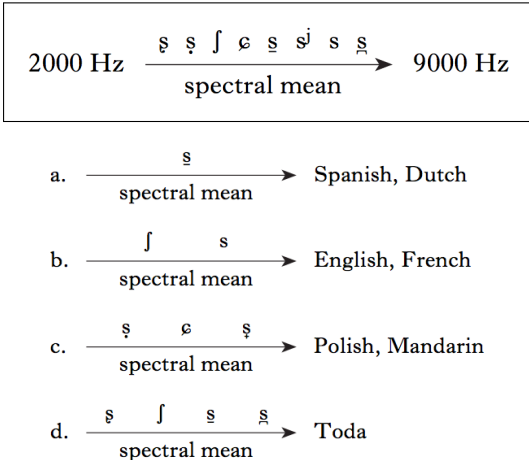 ʂ ṣ ʃ ɕ s̠ sʲ s s̪
2000 Hz 9000 Hz
spectral mean
s̠
a. Spanish, Dutch
spectral mean
ʃ s
b. English, French
spectral mean
ṣ ɕ s̟
c. Polish, Mandarin
spectral mean
ʂ ʃ s̠ s̪
d. Toda
spectral mean